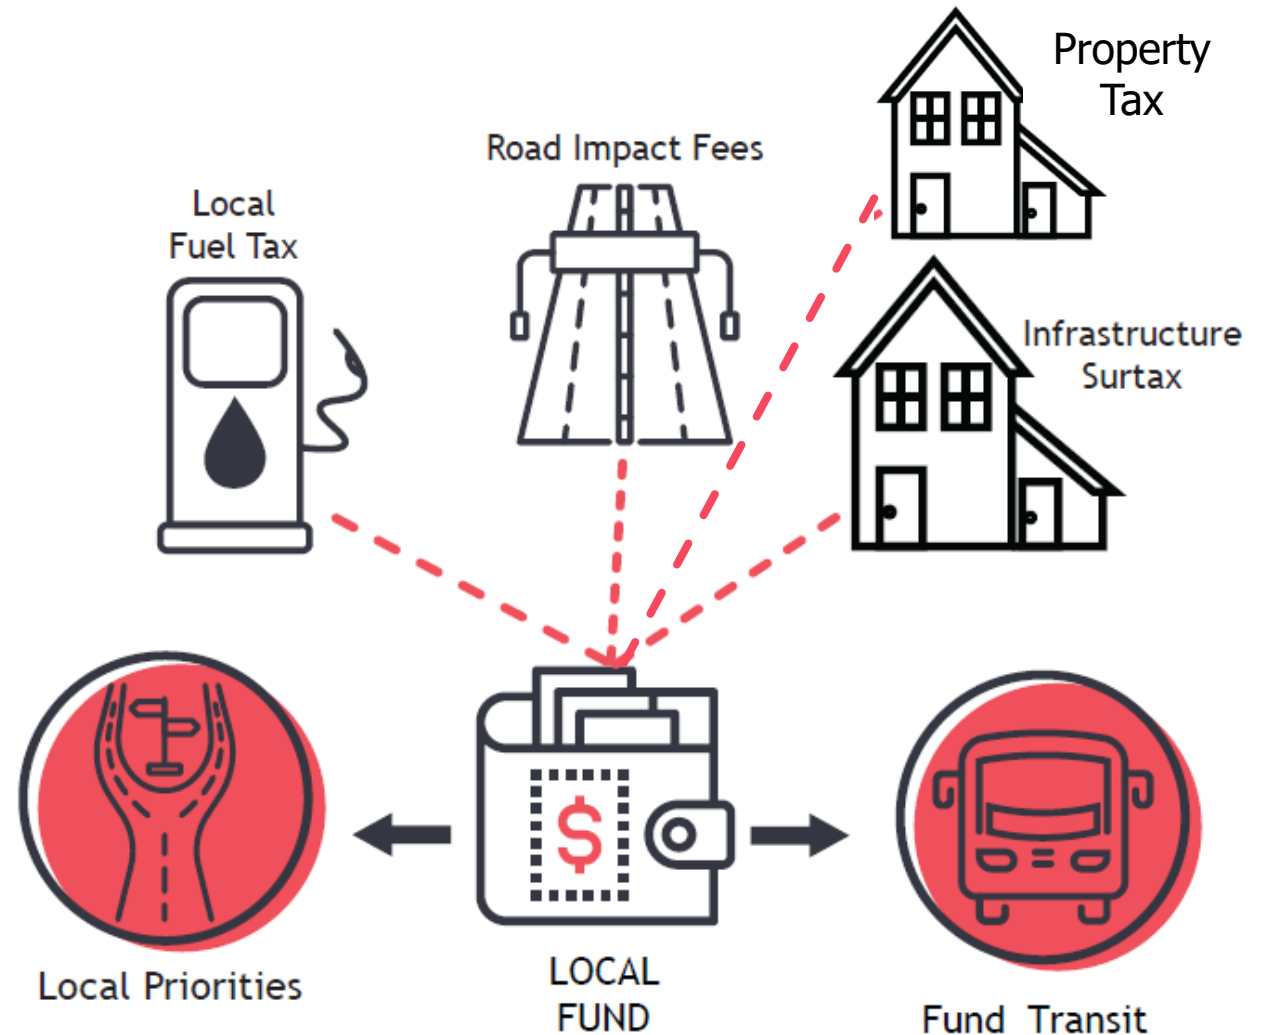 Property
Tax
Road Impact Fees
Local
Fuel Tax
Infrastructure
Surtax
$
Local Priorities
LOCAL
FUND
Fund Transit